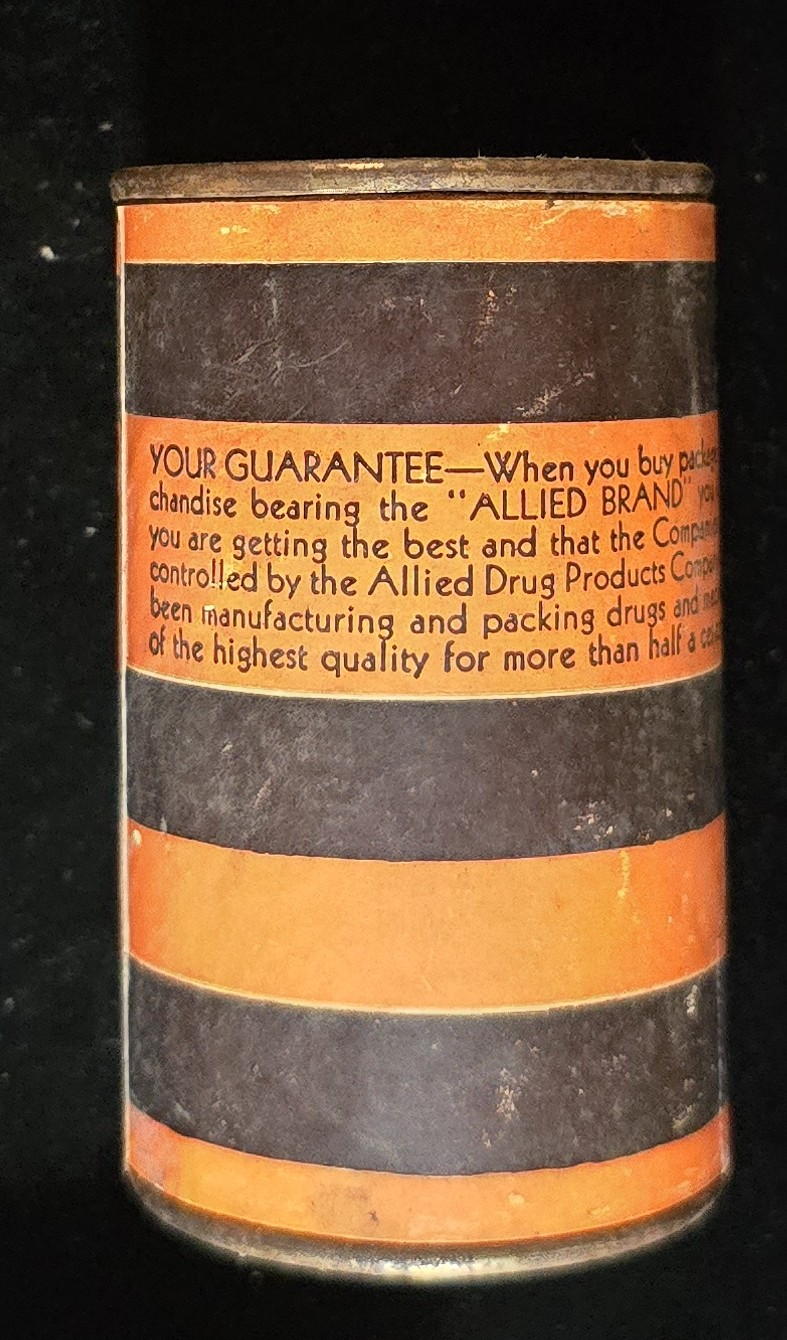 YOUR GUARANTEE—When you buy
chandise bearing the "ALLIED BRAND" you
you are getting the best and that the
controlled by the Allied Drug Products
been manufacturing and packing drugs and
of the highest quality for more than half a